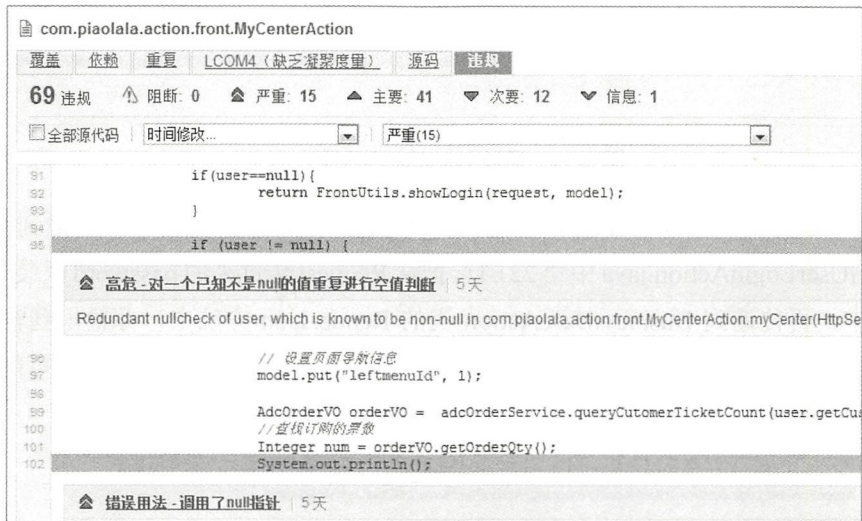 com.piaolala.action.front.MyCenterAction
覆盖 依赖 重复 LCOM4（缺乏凝聚度量） 源码 违规
69 违规 阻断: 0 严重: 15 主要: 41 次要: 12 信息: 1
全部源代码 时间修改... 严重(15)
91 if(user==null){
92 return FrontUtils.showLogin(request, model);
93 }
94
95 if (user != null) {
高危 - 对一个已知不是null的值重复进行空值判断 | 5天
Redundant nullcheck of user, which is known to be non-null in com.piaolala.action.front.MyCenterAction.myCenter(HttpSe
96 // 设置页面导航信息
97 model.put("leftmenuId", 1);
98
99 AdcOrderVO orderVO = adcOrderService.queryCutomerTicketCount(user.getCus
100 //查找订购的票数
101 Integer num = orderVO.getOrderQty();
102 System.out.println();
错误用法 - 调用了null指针 | 5天